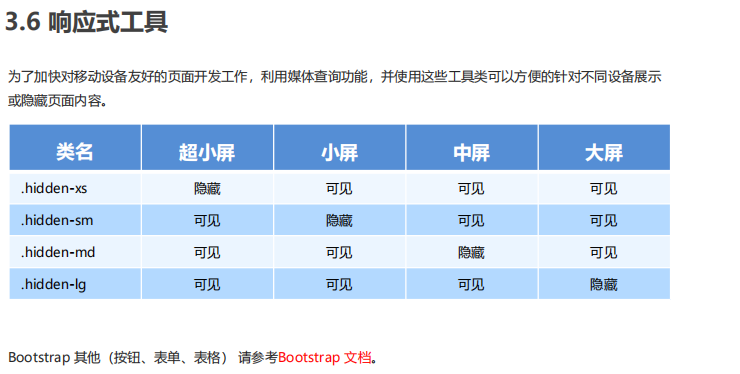 3.6 响应式工具
为了加快对移动设备友好的页面开发工作，利用媒体查询功能，并使用这些工具类可以方便的针对不同设备展示
或隐藏页面内容。
类名 超小屏 小屏 中屏 大屏
.hidden-xs 隐藏 可见 可见 可见
.hidden-sm 可见 隐藏 可见 可见
.hidden-md 可见 可见 隐藏 可见
.hidden-lg 可见 可见 可见 隐藏
Bootstrap 其他（按钮、表单、表格） 请参考Bootstrap 文档。